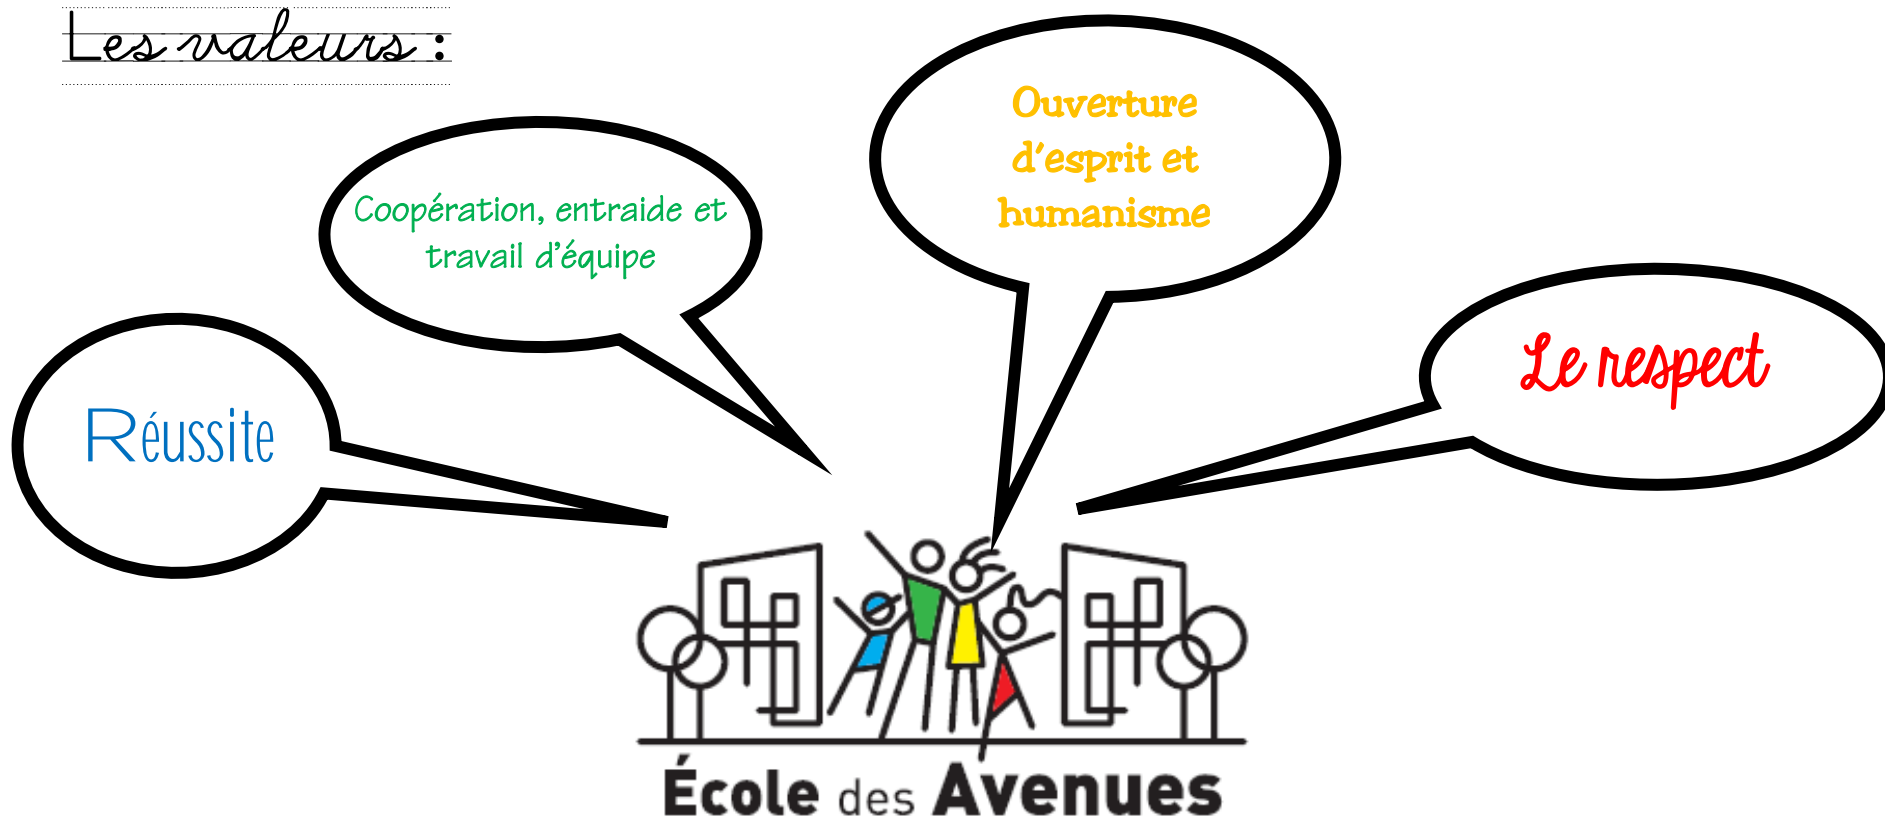 Les valeurs :
Ouverture
d'esprit et
humanisme
Coopération, entraide et
travail d'équipe
Le respect
Réussite
École des Avenues